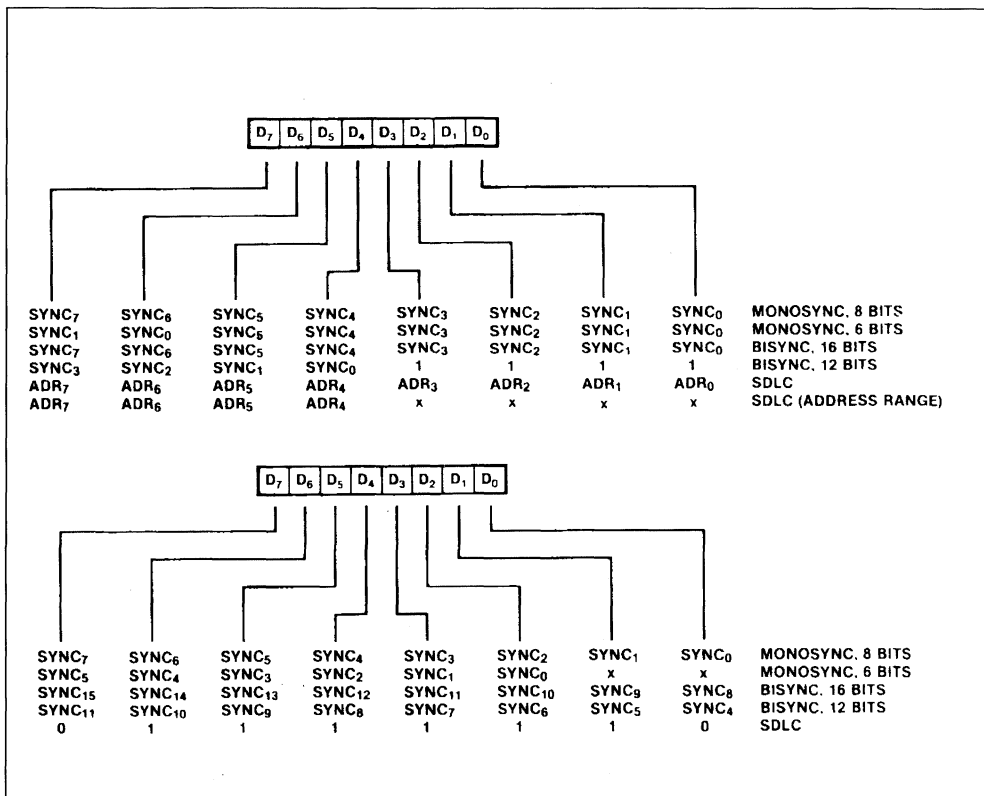 D₇ D₆ D₅ D₄ D₃ D₂ D₁ D₀
SYNC₇ SYNC₆ SYNC₅ SYNC₄ SYNC₃ SYNC₂ SYNC₁ SYNC₀ MONOSYNC, 8 BITS
SYNC₁ SYNC₀ SYNC₅ SYNC₄ SYNC₃ SYNC₂ SYNC₁ SYNC₀ MONOSYNC, 6 BITS
SYNC₇ SYNC₆ SYNC₅ SYNC₄ SYNC₃ SYNC₂ SYNC₁ SYNC₀ BISYNC, 16 BITS
SYNC₃ SYNC₂ SYNC₁ SYNC₀ 1 1 1 1 BISYNC, 12 BITS
ADR₇ ADR₆ ADR₅ ADR₄ ADR₃ ADR₂ ADR₁ ADR₀ SDLC
ADR₇ ADR₆ ADR₅ ADR₄ x x x x SDLC (ADDRESS RANGE)
D₇ D₆ D₅ D₄ D₃ D₂ D₁ D₀
SYNC₇ SYNC₆ SYNC₅ SYNC₄ SYNC₃ SYNC₂ SYNC₁ SYNC₀ MONOSYNC, 8 BITS
SYNC₅ SYNC₄ SYNC₃ SYNC₂ SYNC₁ SYNC₀ x x MONOSYNC, 6 BITS
SYNC₁₅ SYNC₁₄ SYNC₁₃ SYNC₁₂ SYNC₁₁ SYNC₁₀ SYNC₉ SYNC₈ BISYNC, 16 BITS
SYNC₁₁ SYNC₁₀ SYNC₉ SYNC₈ SYNC₇ SYNC₆ SYNC₅ SYNC₄ BISYNC, 12 BITS
0 1 1 1 1 1 1 0 SDLC